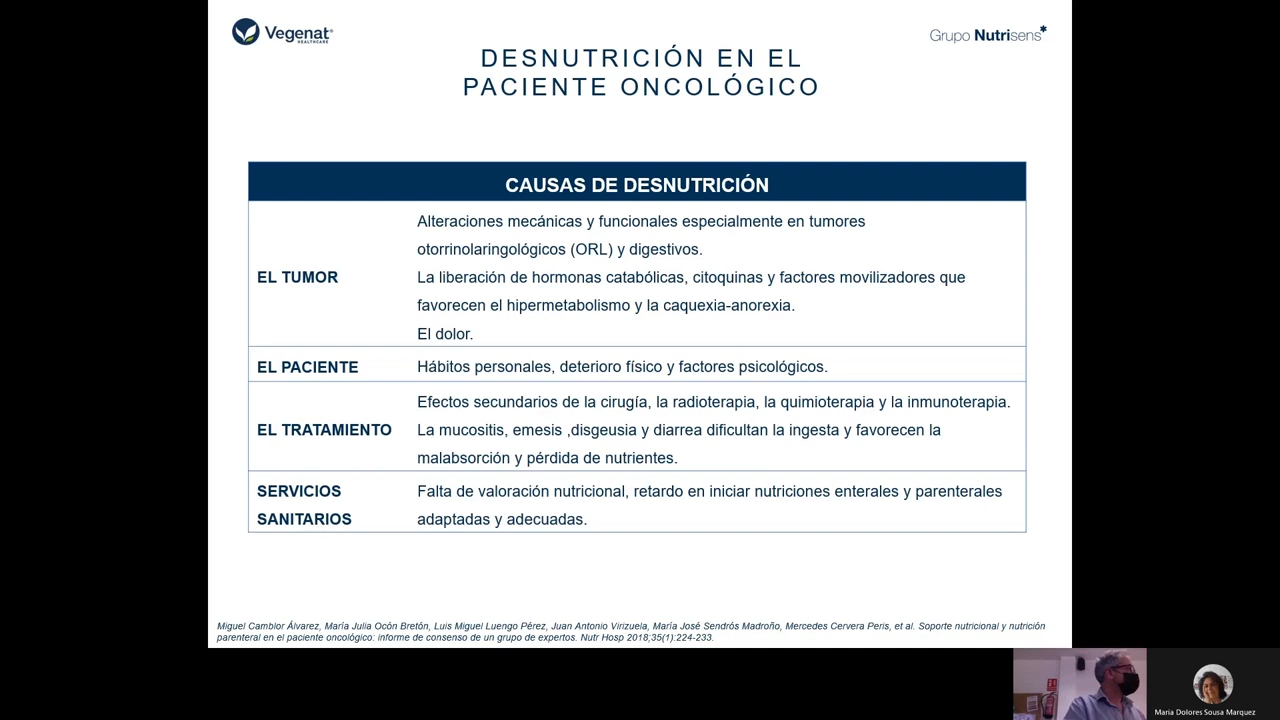 Vegenat®
HEALTHCARE
Grupo Nutrisens*
DESNUTRICIÓN EN EL
PACIENTE ONCOLÓGICO
CAUSAS DE DESNUTRICIÓN
EL TUMOR
Alteraciones mecánicas y funcionales especialmente en tumores
otorrinolaringológicos (ORL) y digestivos.
La liberación de hormonas catabólicas, citoquinas y factores movilizadores que
favorecen el hipermetabolismo y la caquexia-anorexia.
El dolor.
EL PACIENTE
Hábitos personales, deterioro físico y factores psicológicos.
EL TRATAMIENTO
Efectos secundarios de la cirugía, la radioterapia, la quimioterapia y la inmunoterapia.
La mucositis, emesis ,disgeusia y diarrea dificultan la ingesta y favorecen la
malabsorción y pérdida de nutrientes.
SERVICIOS
SANITARIOS
Falta de valoración nutricional, retardo en iniciar nutriciones enterales y parenterales
adaptadas y adecuadas.
Miguel Camblor Álvarez, María Julia Ocón Bretón, Luis Miguel Luengo Pérez, Juan Antonio Virizuela, María José Sendrós Madroño, Mercedes Cervera Peris, et al. Soporte nutricional y nutrición
parenteral en el paciente oncológico: informe de consenso de un grupo de expertos. Nutr Hosp 2018;35(1):224-233.
Maria Dolores Sousa Marquez